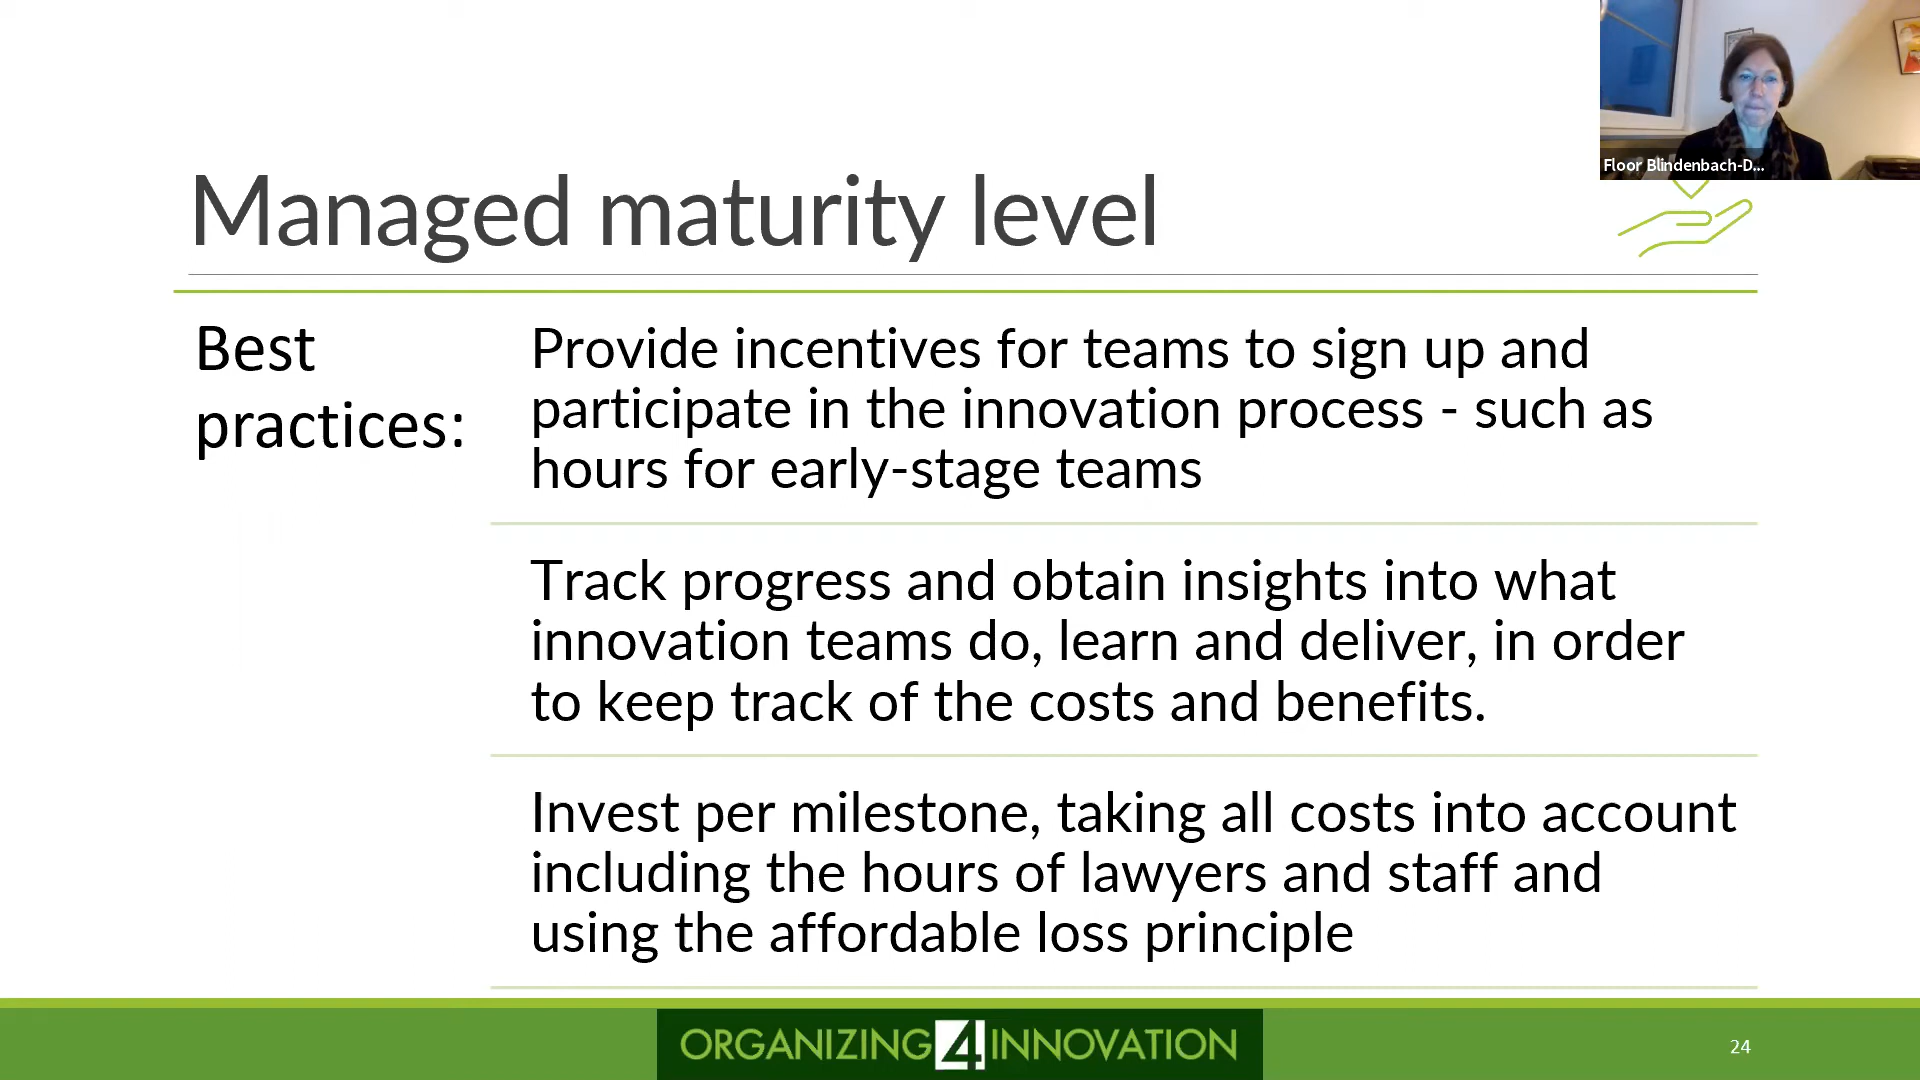 Floor Blindenbach-D...
Managed maturity level
Best
practices:
Provide incentives for teams to sign up and
participate in the innovation process - such as
hours for early-stage teams
Track progress and obtain insights into what
innovation teams do, learn and deliver, in order
to keep track of the costs and benefits.
Invest per milestone, taking all costs into account
including the hours of lawyers and staff and
using the affordable loss principle
ORGANIZING4INNOVATION
24